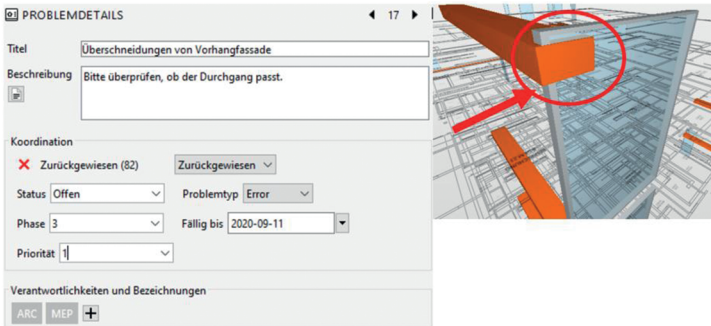 PROBLEMDETAILS 17
Titel Überschneidungen von Vorhangfassade
Beschreibung Bitte überprüfen, ob der Durchgang passt.
Koordination
Zurückgewiesen (82) Zurückgewiesen
Status Offen Problemtyp Error
Phase 3 Fällig bis 2020-09-11
Priorität 1
Verantwortlichkeiten und Bezeichnungen
ARC MEP +